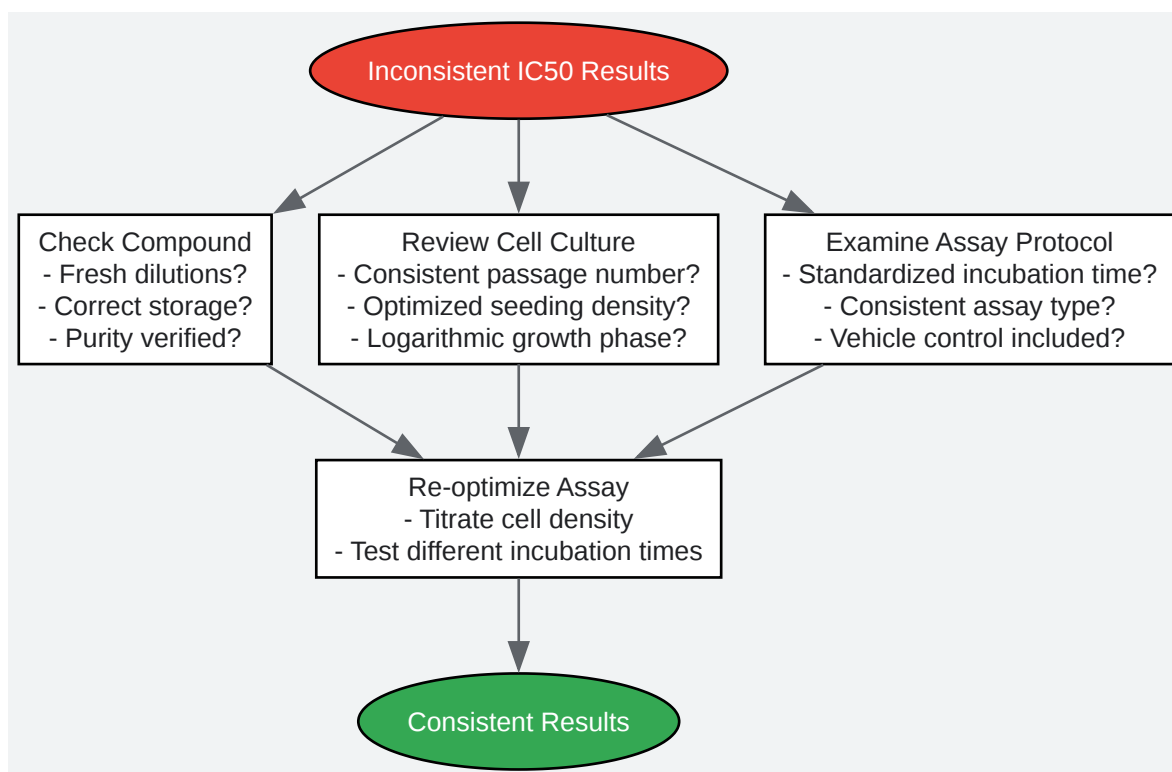 Inconsistent IC50 Results
Check Compound
- Fresh dilutions?
- Correct storage?
- Purity verified?
Review Cell Culture
- Consistent passage number?
- Optimized seeding density?
- Logarithmic growth phase?
Examine Assay Protocol
- Standardized incubation time?
- Consistent assay type?
- Vehicle control included?
Re-optimize Assay
- Titrate cell density
- Test different incubation times
Consistent Results